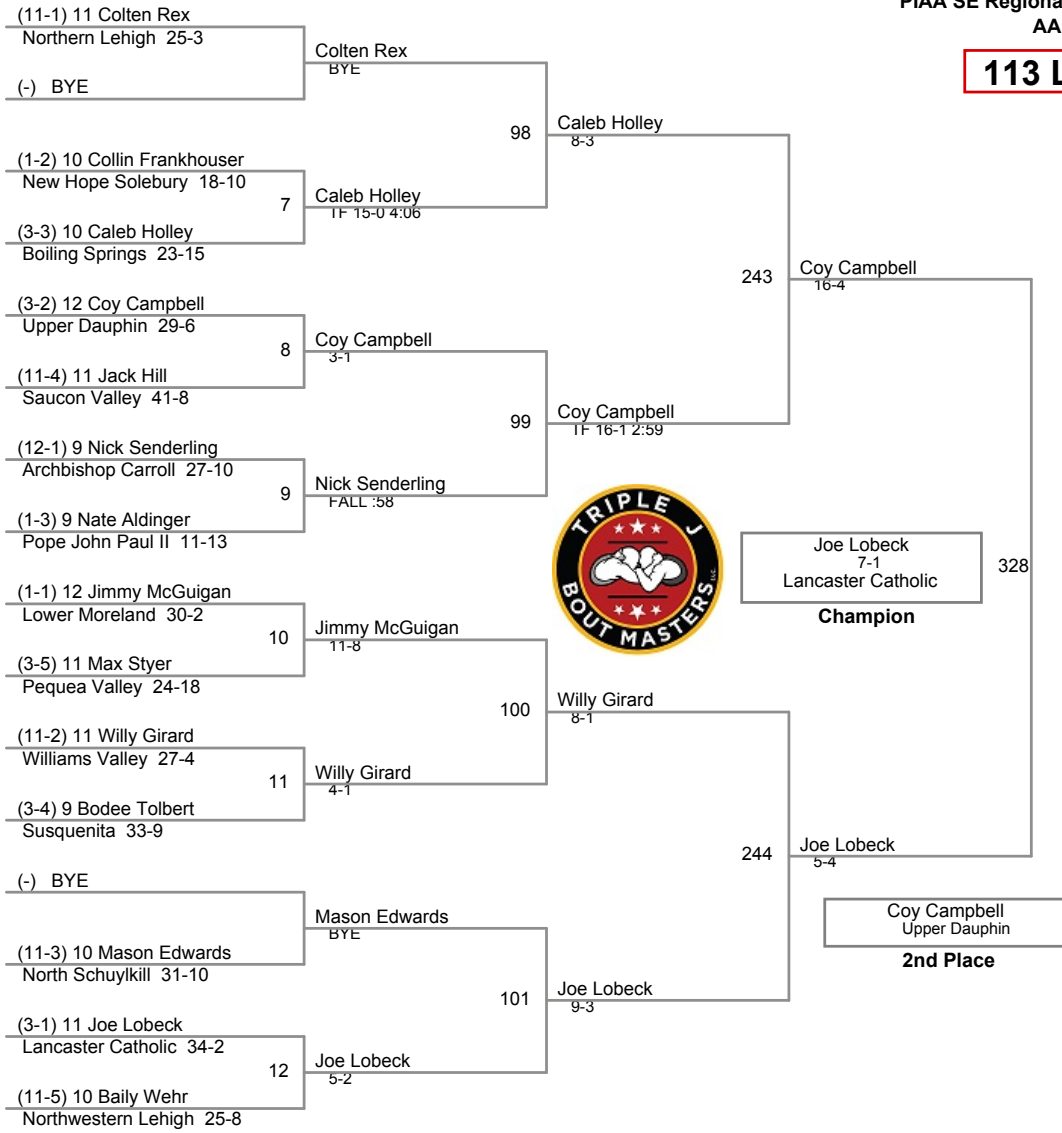 PIAA SE Regional
AA
113 L
(11-1) 11 Colten Rex
Northern Lehigh 25-3
Colten Rex
BYE
(-) BYE
98
Caleb Holley
8-3
(1-2) 10 Collin Frankhouser
New Hope Solebury 18-10
7
Caleb Holley
TF 15-0 4:06
(3-3) 10 Caleb Holley
Boiling Springs 23-15
243
Coy Campbell
16-4
(3-2) 12 Coy Campbell
Upper Dauphin 29-6
8
Coy Campbell
3-1
(11-4) 11 Jack Hill
Saucon Valley 41-8
99
Coy Campbell
TF 16-1 2:59
(12-1) 9 Nick Senderling
Archbishop Carroll 27-10
9
Nick Senderling
FALL :58
(1-3) 9 Nate Aldinger
Pope John Paul II 11-13
TRIPLE J
BOUT MASTERS
Joe Lobeck
7-1
Lancaster Catholic
328
Champion
(1-1) 12 Jimmy McGuigan
Lower Moreland 30-2
10
Jimmy McGuigan
11-8
(3-5) 11 Max Styer
Pequea Valley 24-18
100
Willy Girard
8-1
(11-2) 11 Willy Girard
Williams Valley 27-4
11
Willy Girard
4-1
(3-4) 9 Bodee Tolbert
Susquenita 33-9
244
Joe Lobeck
5-4
(-) BYE
Mason Edwards
BYE
(11-3) 10 Mason Edwards
North Schuylkill 31-10
Coy Campbell
Upper Dauphin
2nd Place
101
Joe Lobeck
9-3
(3-1) 11 Joe Lobeck
Lancaster Catholic 34-2
12
Joe Lobeck
5-2
(11-5) 10 Baily Wehr
Northwestern Lehigh 25-8